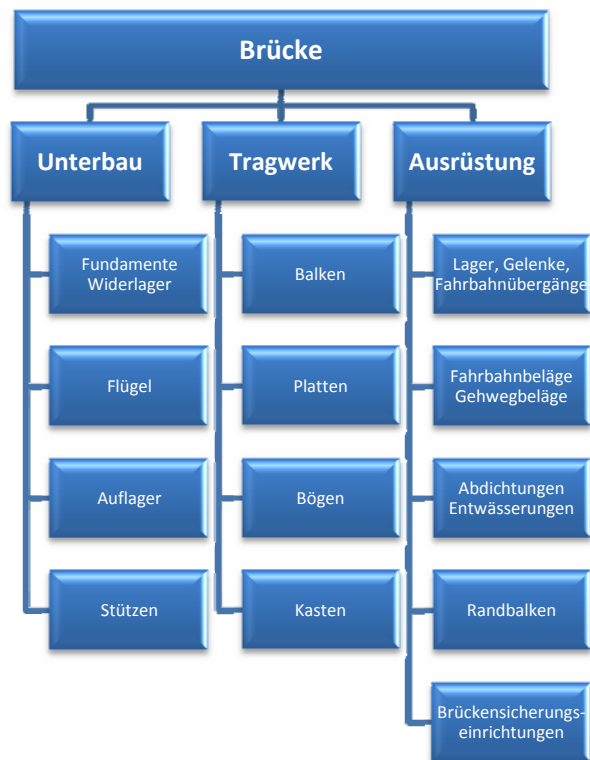 Brücke
Unterbau
Fundamente
Widerlager
Flügel
Auflager
Stützen
Tragwerk
Balken
Platten
Bögen
Kasten
Ausrüstung
Lager, Gelenke,
Fahrbahnübergänge
Fahrbahnbeläge
Gehwegbeläge
Abdichtungen
Entwässerungen
Randbalken
Brückensicherungs-
einrichtungen